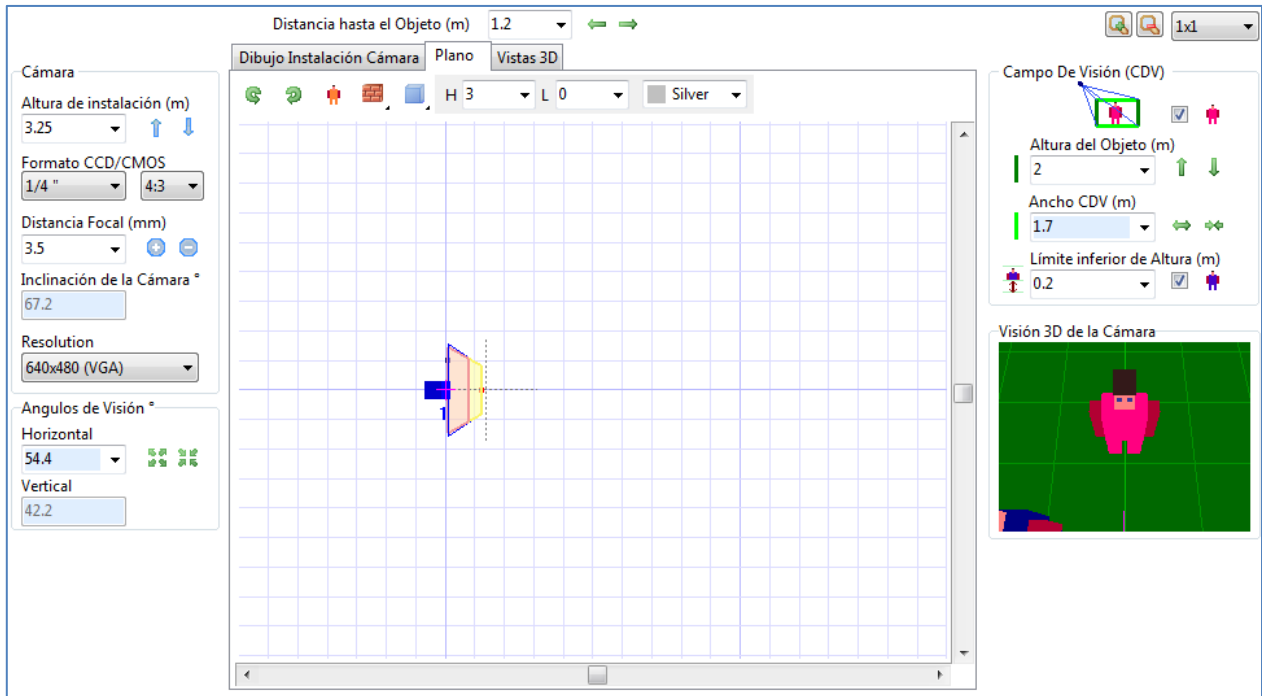 Distancia hasta el Objeto (m) 1.2
1x1
Dibujo Instalación Cámara Plano Vistas 3D
H 3 L 0 Silver
Cámara
Altura de instalación (m)
3.25
Formato CCD/CMOS
1/4 " 4:3
Distancia Focal (mm)
3.5
Inclinación de la Cámara °
67.2
Resolution
640x480 (VGA)
Angulos de Visión °
Horizontal
54.4
Vertical
42.2
1
Campo De Visión (CDV)
Altura del Objeto (m)
2
Ancho CDV (m)
1.7
Límite inferior de Altura (m)
0.2
Visión 3D de la Cámara